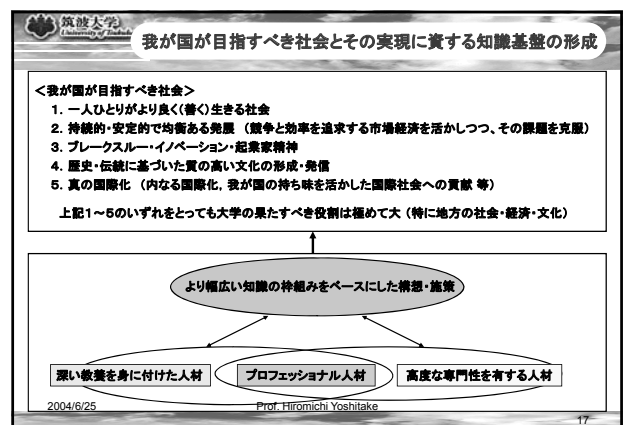 筑波大学
University of Tsukuba
我が国が目指すべき社会とその実現に資する知識基盤の形成
＜我が国が目指すべき社会＞
1．一人ひとりがより良く(善く)生きる社会
2．持続的・安定的で均衡ある発展（競争と効率を追求する市場経済を活かしつつ、その課題を克服）
3．ブレークスルー・イノベーション・起業家精神
4．歴史・伝統に基づいた質の高い文化の形成・発信
5．真の国際化（内なる国際化，我が国の持ち味を活かした国際社会への貢献 等）
上記1～5のいずれをとっても大学の果たすべき役割は極めて大（特に地方の社会・経済・文化）
より幅広い知識の枠組みをベースにした構想・施策
深い教養を身に付けた人材
プロフェッショナル人材
高度な専門性を有する人材
2004/6/25
Prof. Hiromichi Yoshitake
17